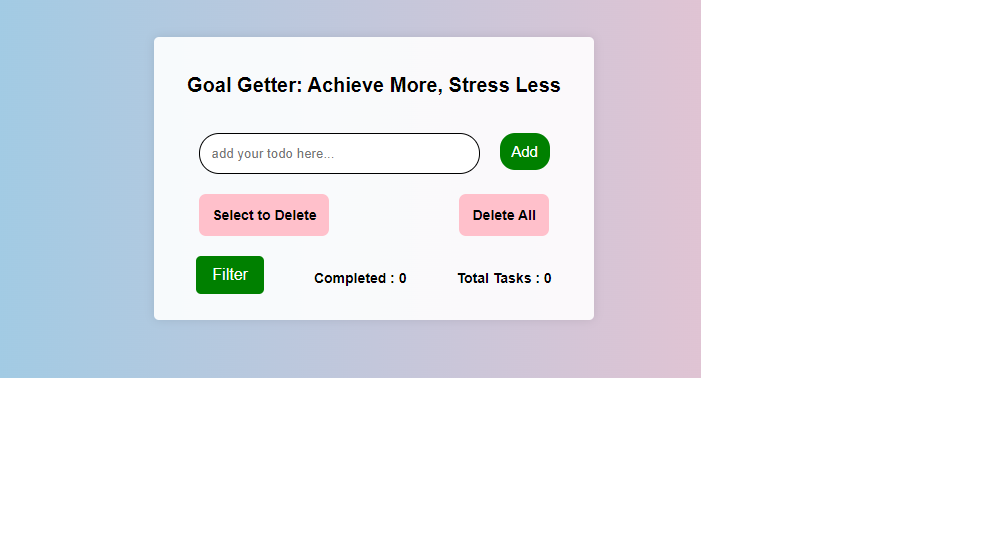 Goal Getter: Achieve More, Stress Less
add your todo here...
Add
Select to Delete
Delete All
Filter
Completed : 0
Total Tasks : 0